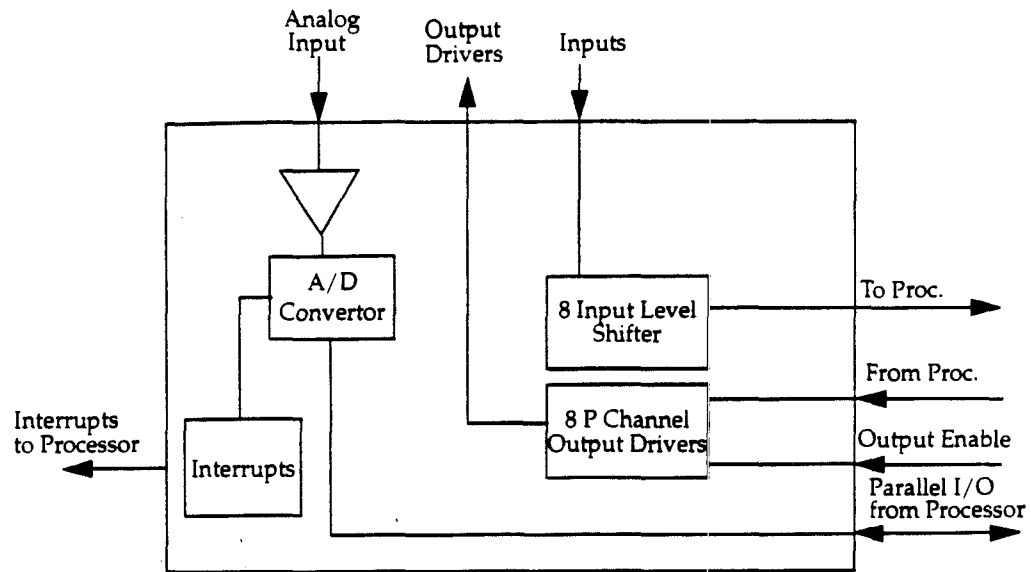 Analog
Input
Output
Drivers
Inputs
A/D
Convertor
8 Input Level
Shifter
To Proc.
From Proc.
8 P Channel
Output Drivers
Output Enable
Interrupts
to Processor
Interrupts
Parallel I/O
from Processor